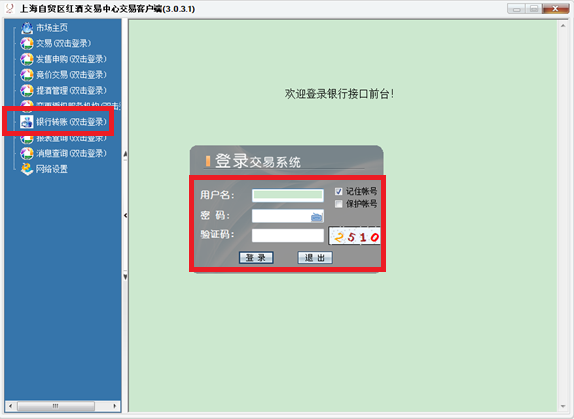 上海自贸区红酒交易中心交易客户端(3.0.3.1)
市场主页
交易(双击登录)
发售申购(双击登录)
竞价交易(双击登录)
提酒管理(双击登录)
银行转账(双击登录)
报表查询(双击登录)
消息查询(双击登录)
网络设置
欢迎登录银行接口前台!
登录交易系统
用户名:
记住帐号
保护帐号
密 码:
验证码:
2510
登 录
退 出